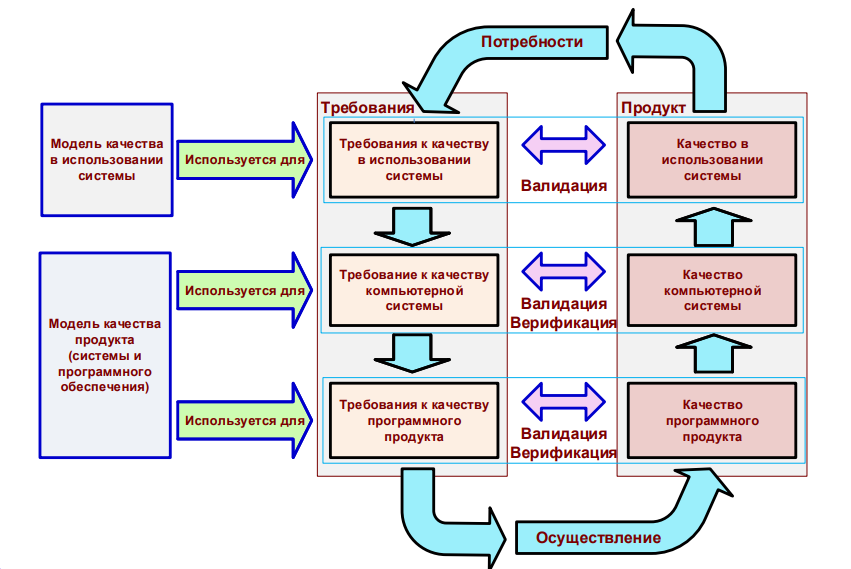 Потребности
Требования
Продукт
Модель качества
в использовании
системы
Используется для
Требования к качеству
в использовании
системы
Валидация
Качество в
использовании
системы
Модель качества
продукта
(системы и
программного
обеспечения)
Используется для
Требование к качеству
компьютерной
системы
Валидация
Верификация
Качество
компьютерной
системы
Используется для
Требования к качеству
программного
продукта
Валидация
Верификация
Качество
программного
продукта
Осуществление